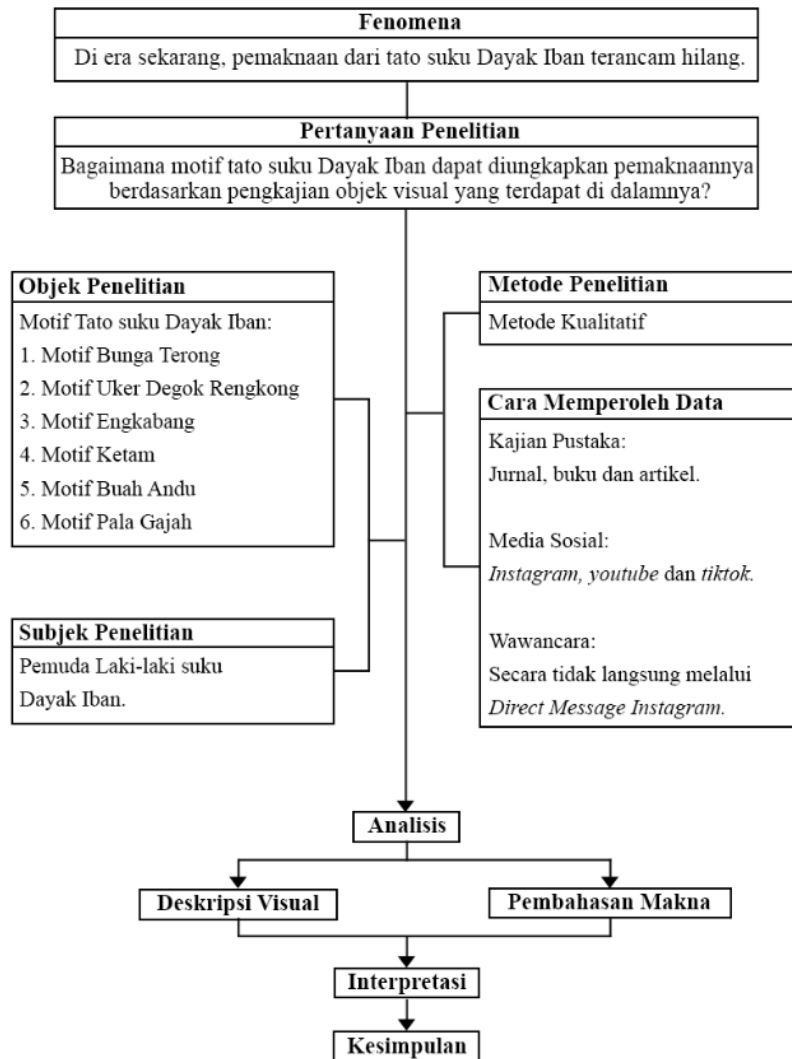 Fenomena
Di era sekarang, pemaknaan dari tato suku Dayak Iban terancam hilang.
Pertanyaan Penelitian
Bagaimana motif tato suku Dayak Iban dapat diungkapkan pemaknaannya
berdasarkan pengkajian objek visual yang terdapat di dalamnya?
Objek Penelitian
Motif Tato suku Dayak Iban:
1. Motif Bunga Terong
2. Motif Uker Degok Rengkong
3. Motif Engkabang
4. Motif Ketam
5. Motif Buah Andu
6. Motif Pala Gajah
Subjek Penelitian
Pemuda Laki-laki suku
Dayak Iban.
Metode Penelitian
Metode Kualitatif
Cara Memperoleh Data
Kajian Pustaka:
Jurnal, buku dan artikel.
Media Sosial:
Instagram, youtube dan tiktok.
Wawancara:
Secara tidak langsung melalui
Direct Message Instagram.
Analisis
Deskripsi Visual
Pembahasan Makna
Interpretasi
Kesimpulan